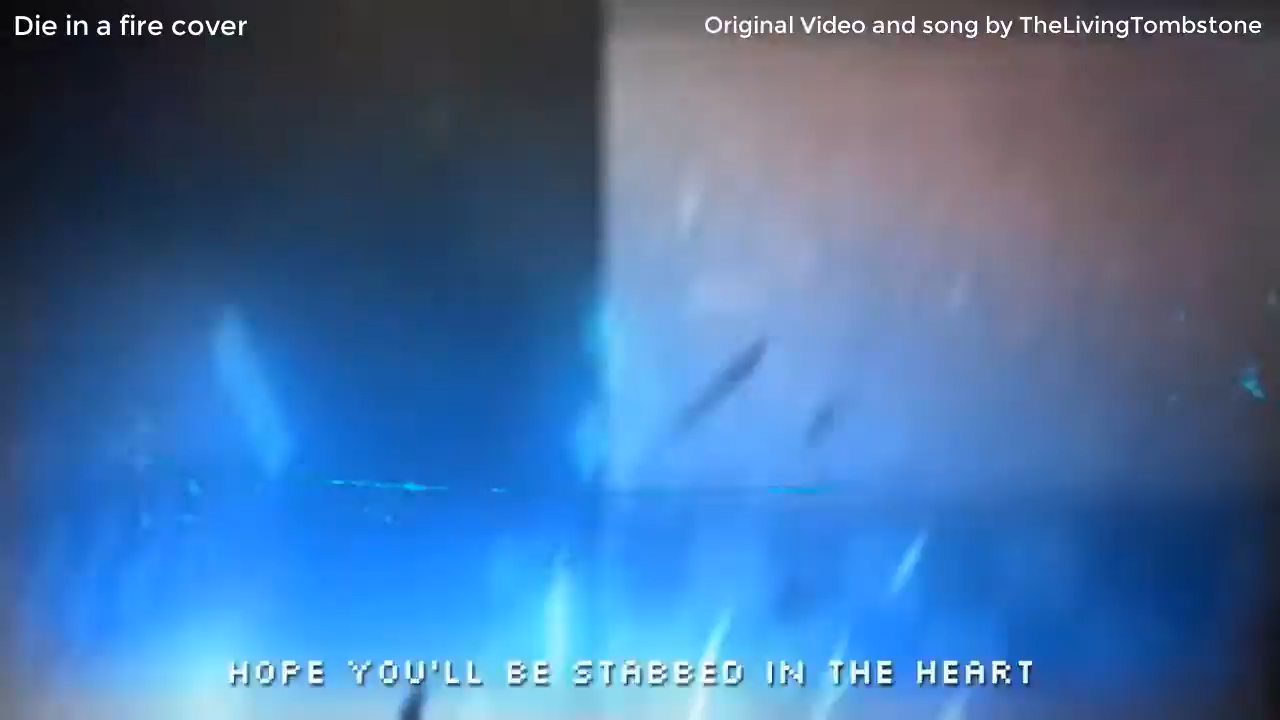 Die in a fire cover
Original Video and song by TheLivingTombstone
HOPE YOU'LL BE STABBED IN THE HEART